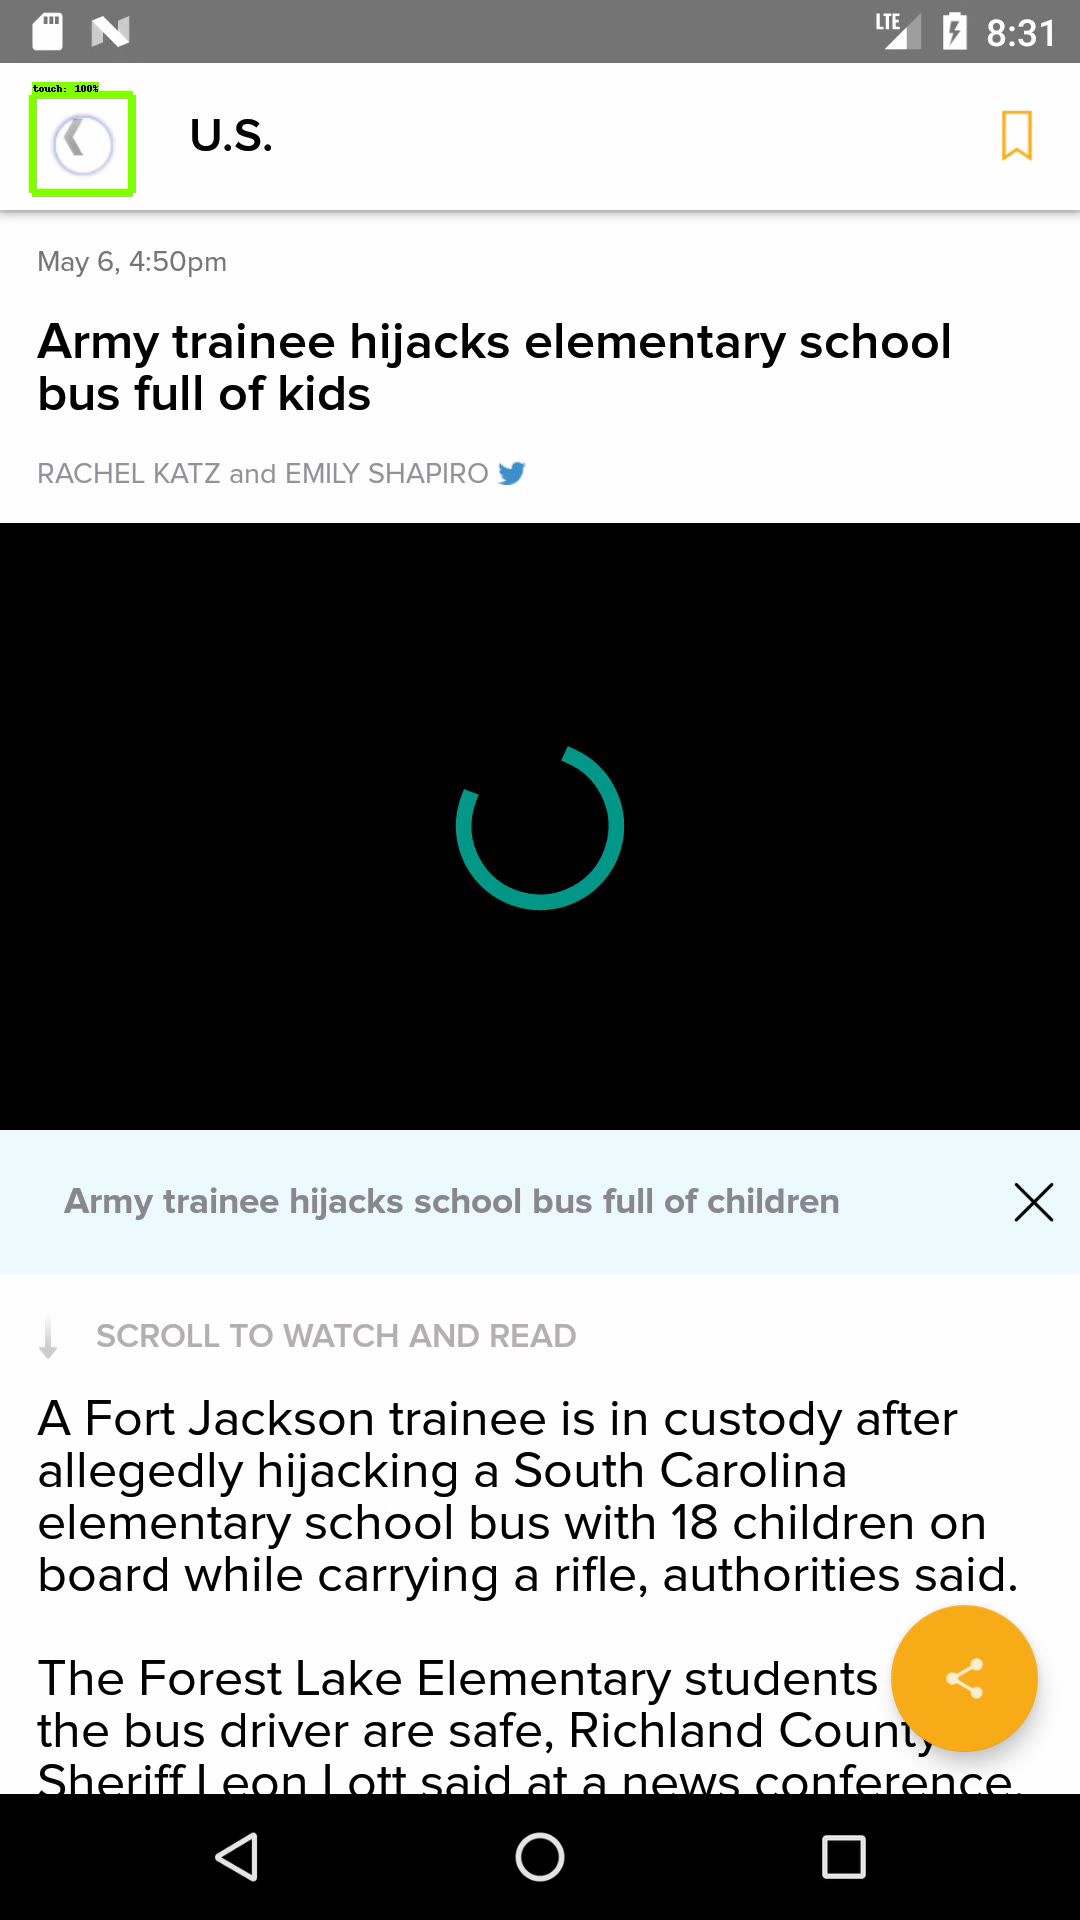 LTE 8:31
touch: 100%
U.S.
May 6, 4:50pm
Army trainee hijacks elementary school
bus full of kids
RACHEL KATZ and EMILY SHAPIRO
Army trainee hijacks school bus full of children
SCROLL TO WATCH AND READ
A Fort Jackson trainee is in custody after
allegedly hijacking a South Carolina
elementary school bus with 18 children on
board while carrying a rifle, authorities said.
The Forest Lake Elementary students
the bus driver are safe, Richland County
Sheriff Leon Lott said at a news conference.